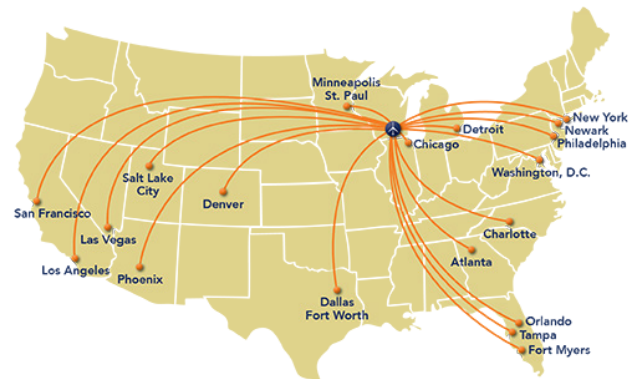 Minneapolis
St. Paul
New York
Newark
Detroit
Philadelphia
Chicago
Washington, D.C.
Salt Lake
City
Denver
San Francisco
Charlotte
Las Vegas
Atlanta
Los Angeles
Phoenix
Dallas
Fort Worth
Orlando
Tampa
Fort Myers